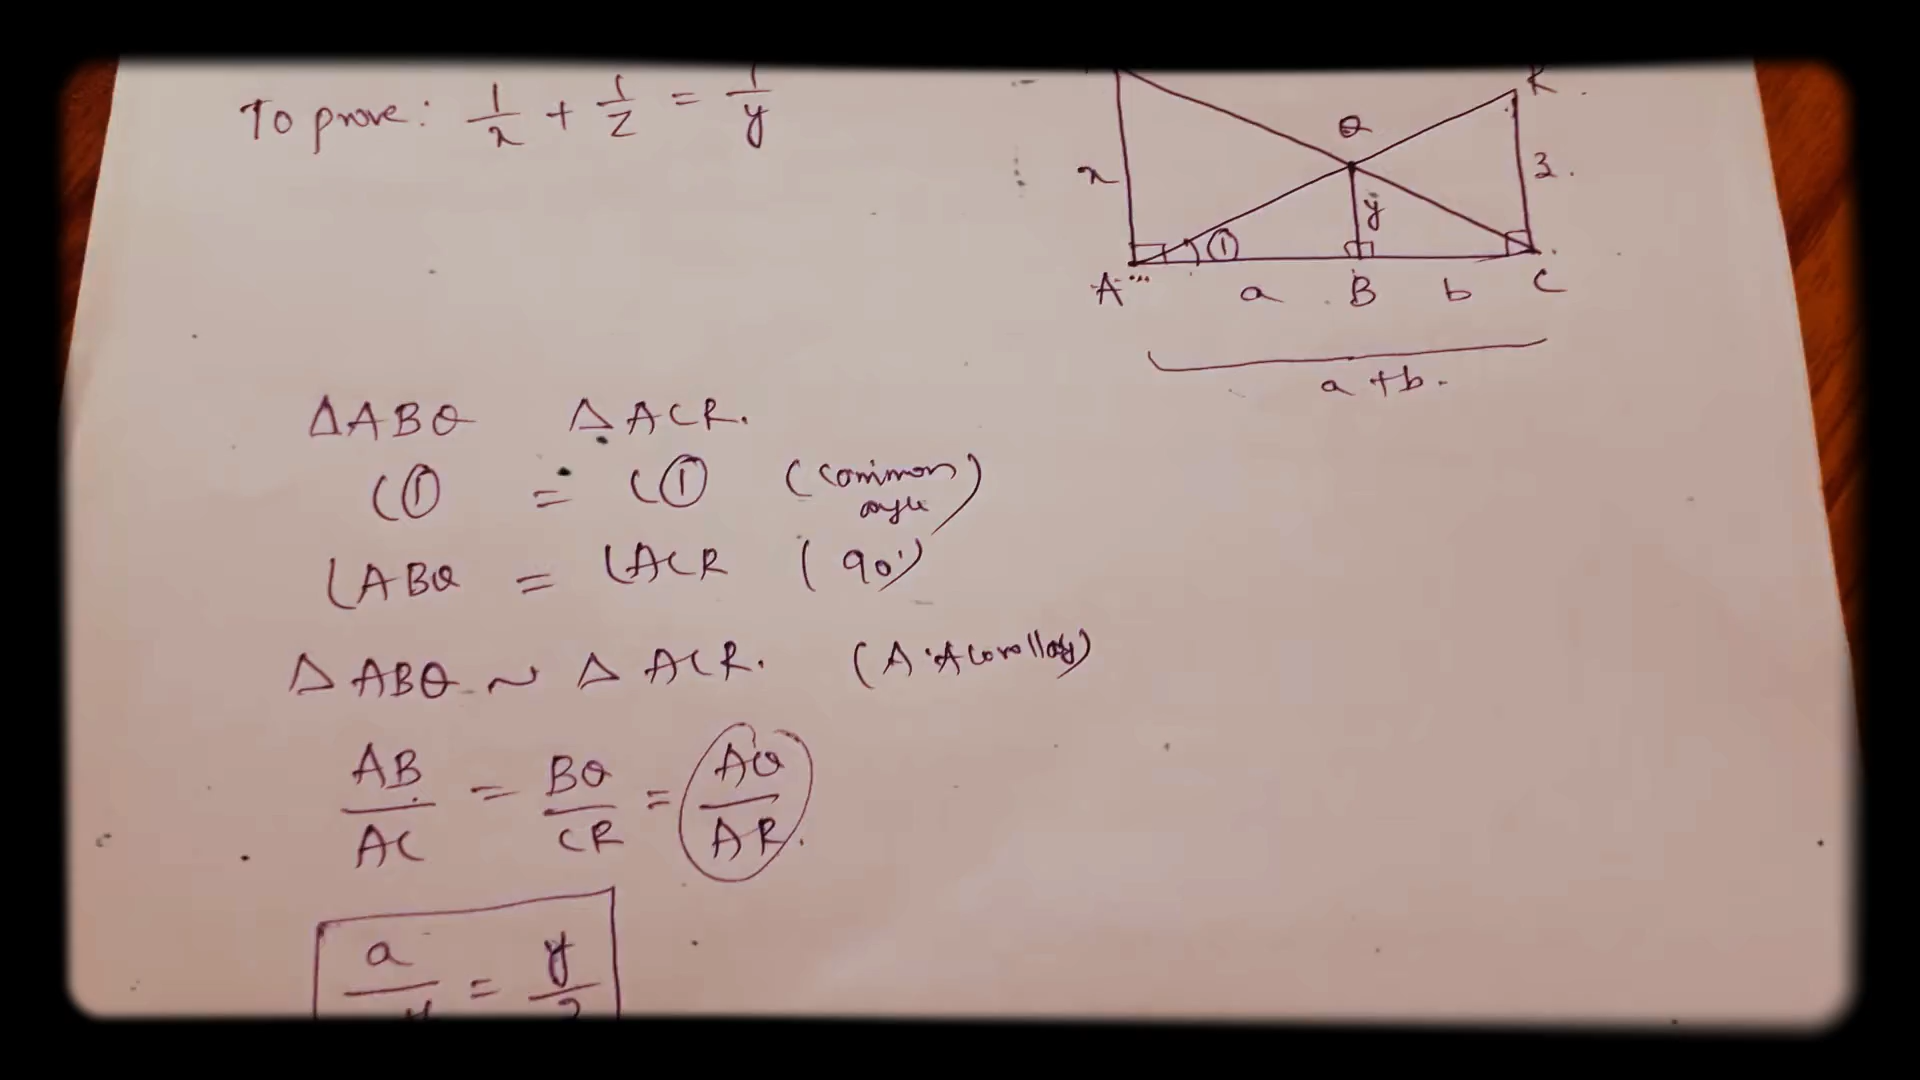 To prove: 1/x + 1/z = 1/y
R.
Q
x
y
3.
①
A
a
B
b
C
a + b.
ΔABQ ΔACR.
∠① = ∠① (common
angle)
∠ABQ = ∠ACR (90°)
ΔABQ ~ ΔACR. (A·A corollary)
AB/AC = BQ/CR = AQ/AR.
a = y